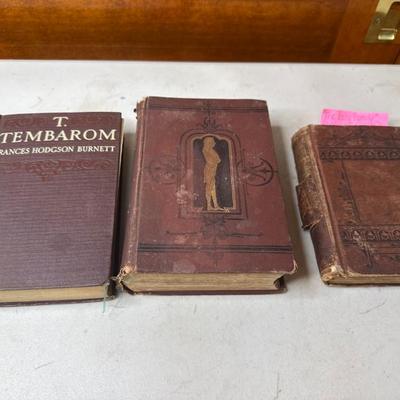 T.
TEMBAROM
RANCES HODGSON BURNETT